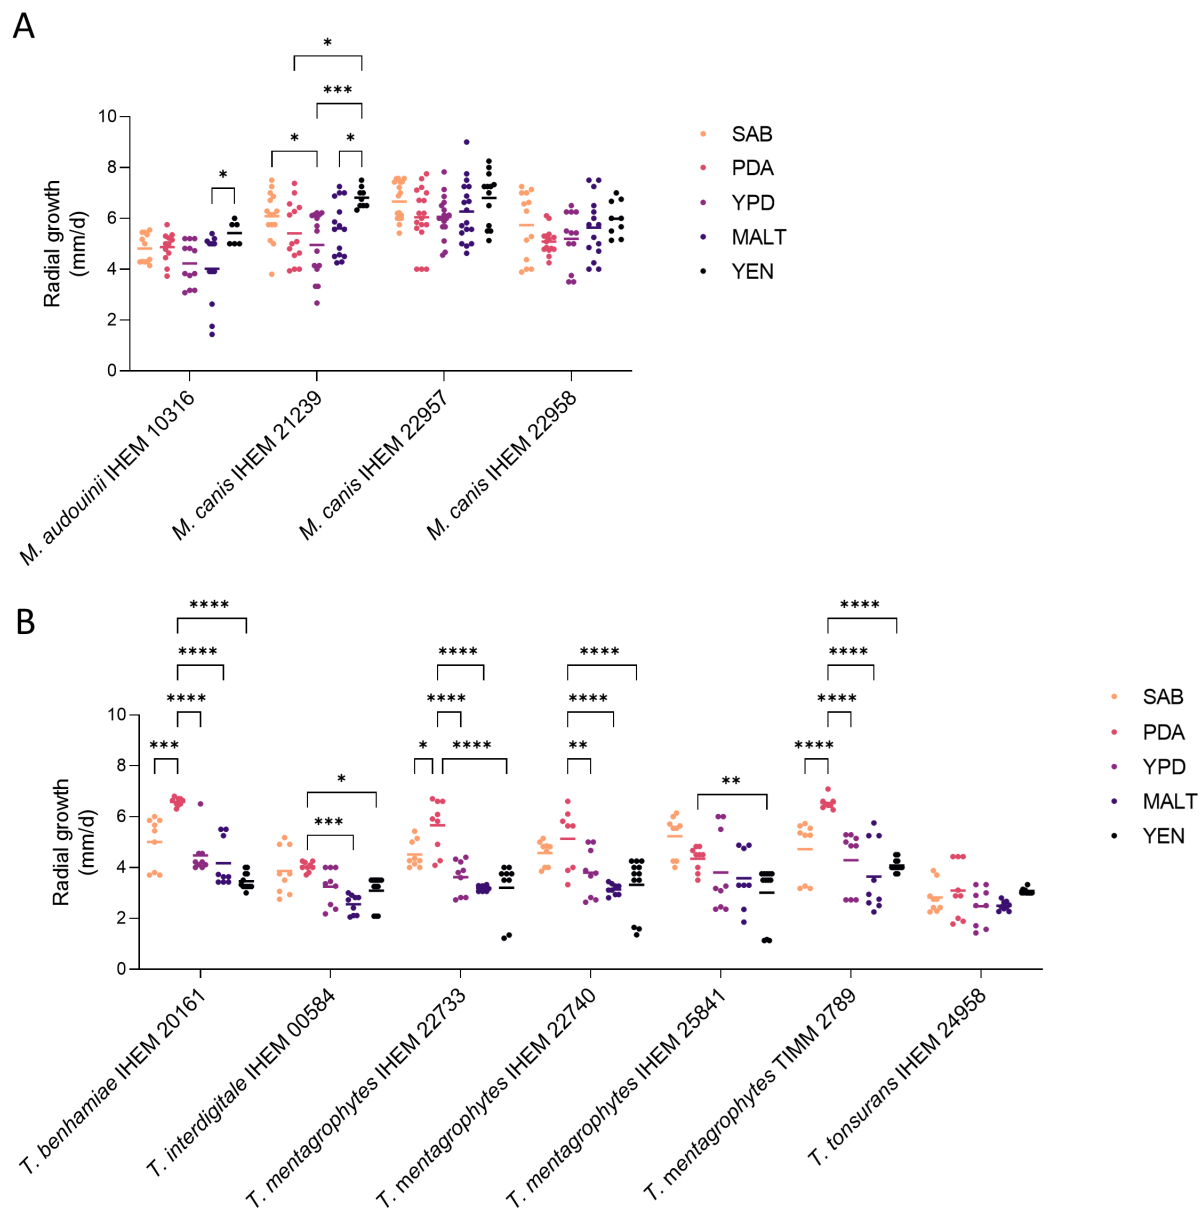 A
*
***
*
*
*
10
8
6
4
2
0
Radial growth
(mm/d)
SAB
PDA
YPD
MALT
YEN
M. audouinii IHEM 10316
M. canis IHEM 21239
M. canis IHEM 22957
M. canis IHEM 22958
B
****
****
****
***
*
***
****
****
*
****
****
****
**
**
****
****
****
****
10
8
6
4
2
0
Radial growth
(mm/d)
SAB
PDA
YPD
MALT
YEN
T. benhamiae IHEM 20161
T. interdigitale IHEM 00584
T. mentagrophytes IHEM 22733
T. mentagrophytes IHEM 22740
T. mentagrophytes IHEM 25841
T. mentagrophytes TIMM 2789
T. tonsurans IHEM 24958